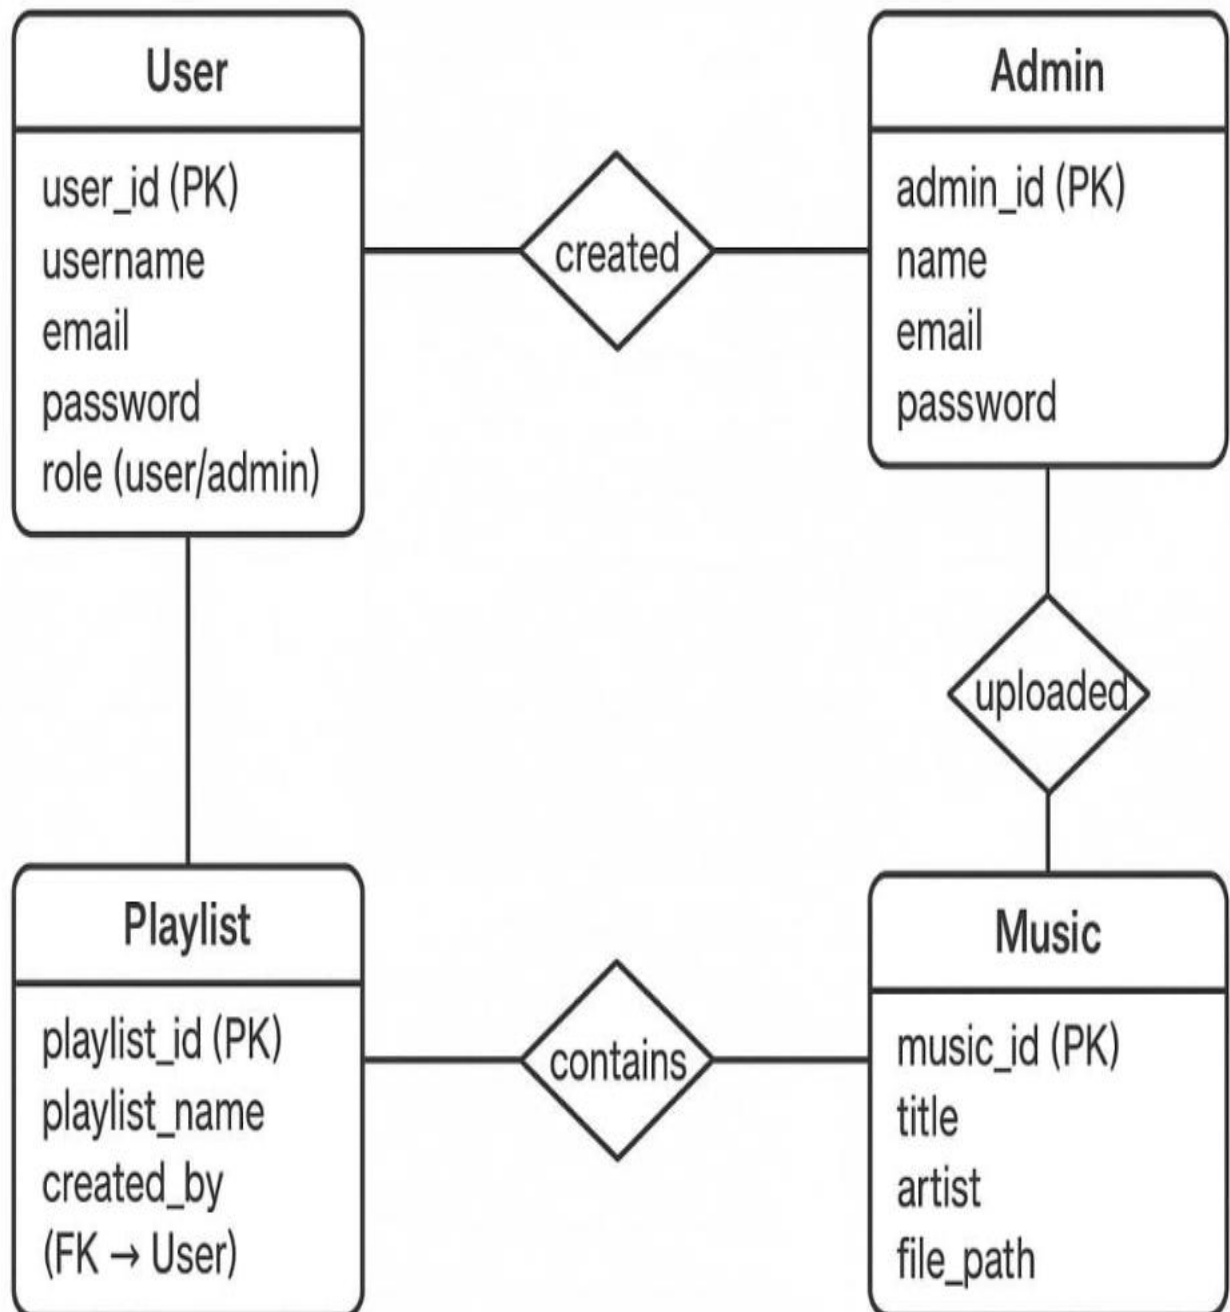 User
user_id (PK)
username
email
password
role (user/admin)
created
Admin
admin_id (PK)
name
email
password
uploaded
Playlist
playlist_id (PK)
playlist_name
created_by
(FK → User)
contains
Music
music_id (PK)
title
artist
file_path